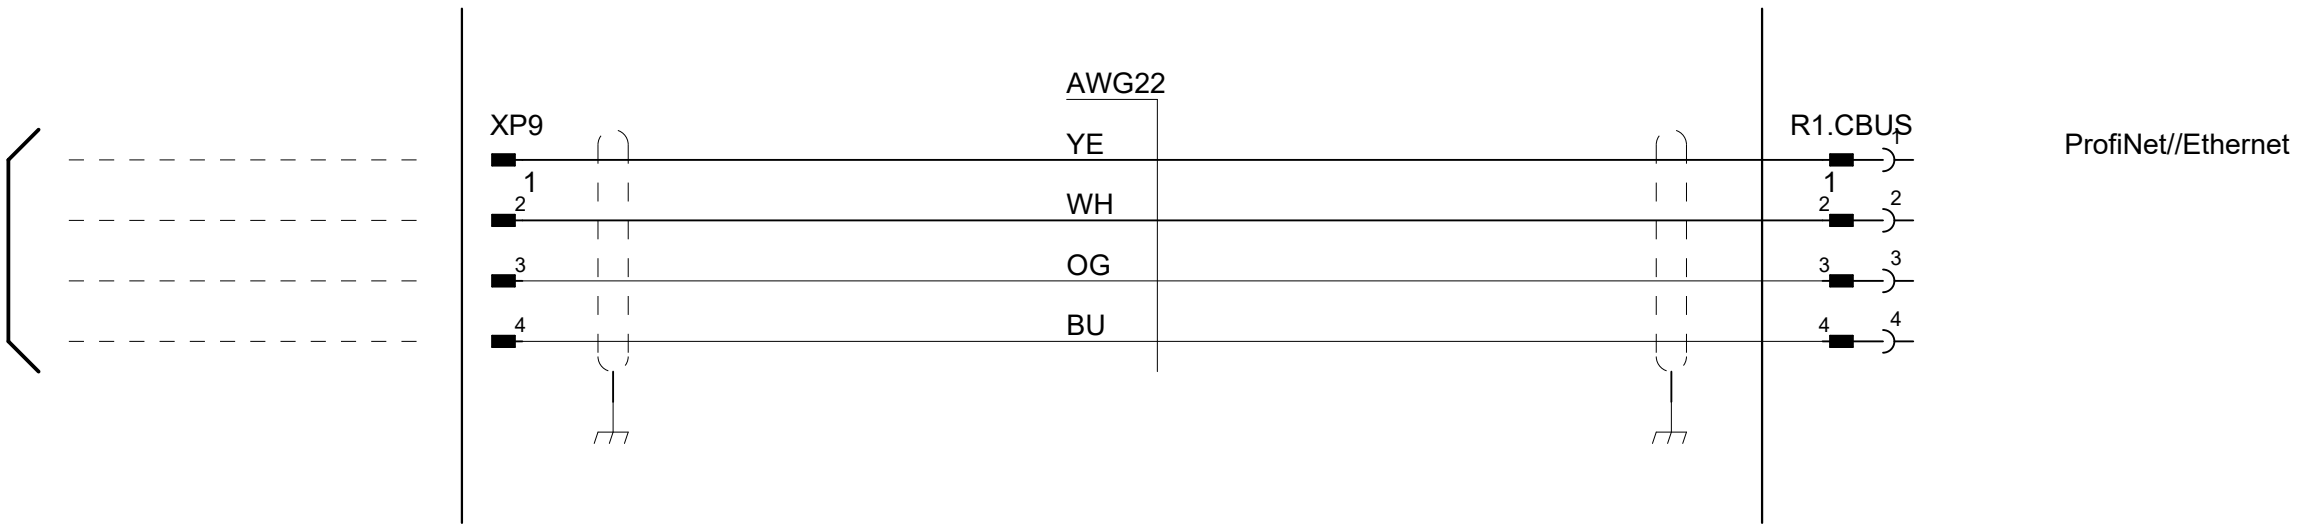 AWG22
XP9
R1.CBUS
1
YE
ProfiNet//Ethernet
1
1
2
WH
2
2
3
OG
3
3
4
BU
4
4